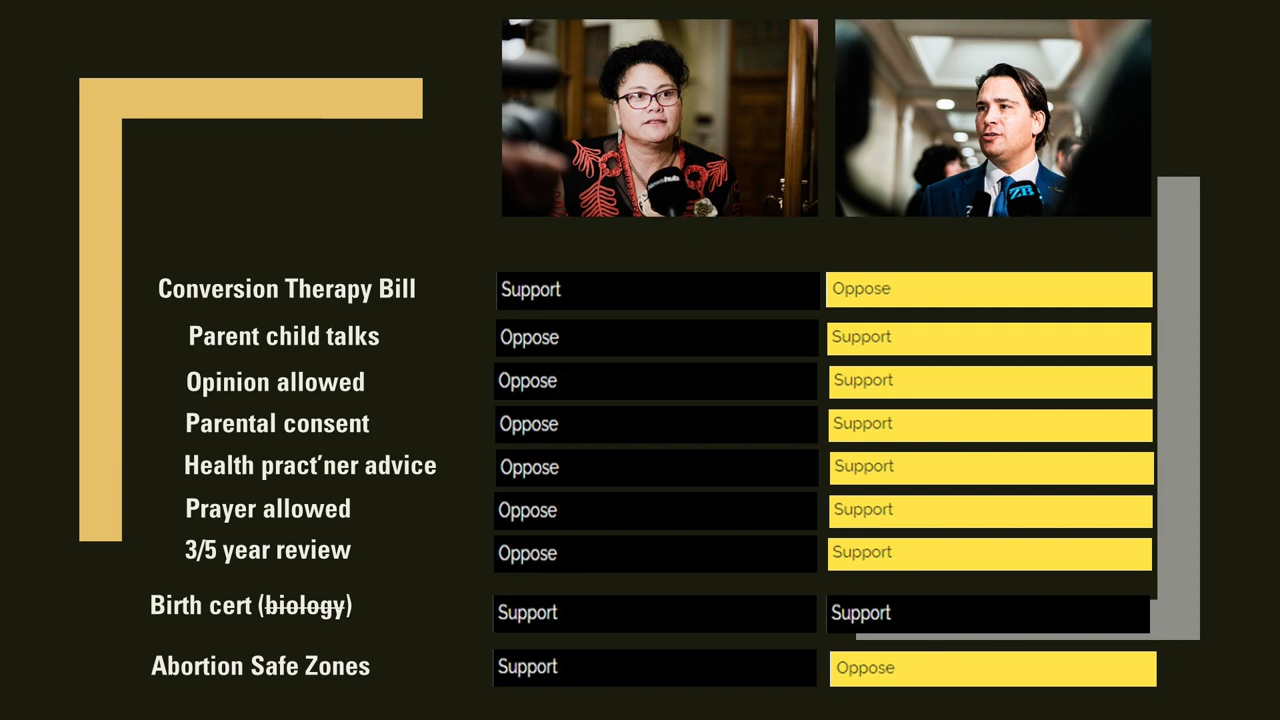 newshub
ZB
Conversion Therapy Bill Support Oppose
Parent child talks Oppose Support
Opinion allowed Oppose Support
Parental consent Oppose Support
Health pract’ner advice Oppose Support
Prayer allowed Oppose Support
3/5 year review Oppose Support
Birth cert (biology) Support Support
Abortion Safe Zones Support Oppose